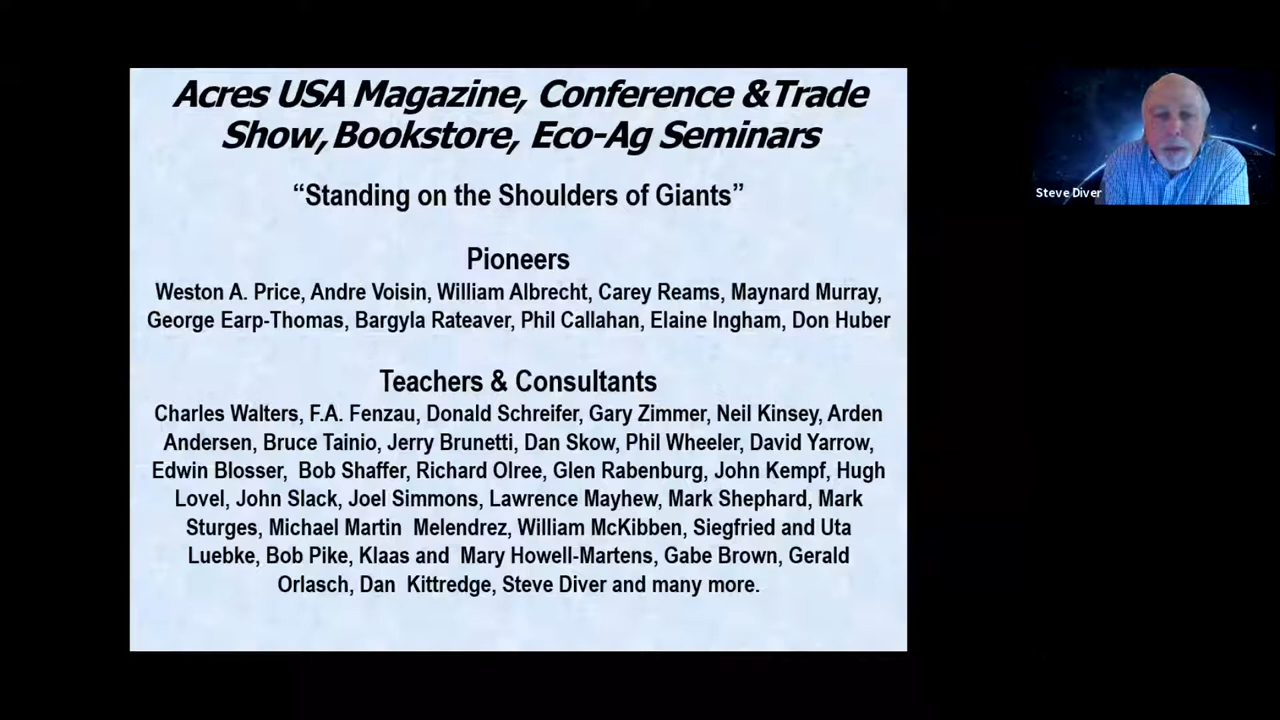 Acres USA Magazine, Conference & Trade
Show, Bookstore, Eco-Ag Seminars
“Standing on the Shoulders of Giants”
Pioneers
Weston A. Price, Andre Voisin, William Albrecht, Carey Reams, Maynard Murray,
George Earp-Thomas, Bargyla Rateaver, Phil Callahan, Elaine Ingham, Don Huber
Teachers & Consultants
Charles Walters, F.A. Fenzau, Donald Schreifer, Gary Zimmer, Neil Kinsey, Arden
Andersen, Bruce Tainio, Jerry Brunetti, Dan Skow, Phil Wheeler, David Yarrow,
Edwin Blosser, Bob Shaffer, Richard Olree, Glen Rabenburg, John Kempf, Hugh
Lovel, John Slack, Joel Simmons, Lawrence Mayhew, Mark Shephard, Mark
Sturges, Michael Martin Melendrez, William McKibben, Siegfried and Uta
Luebke, Bob Pike, Klaas and Mary Howell-Martens, Gabe Brown, Gerald
Orlasch, Dan Kittredge, Steve Diver and many more.
Steve Diver